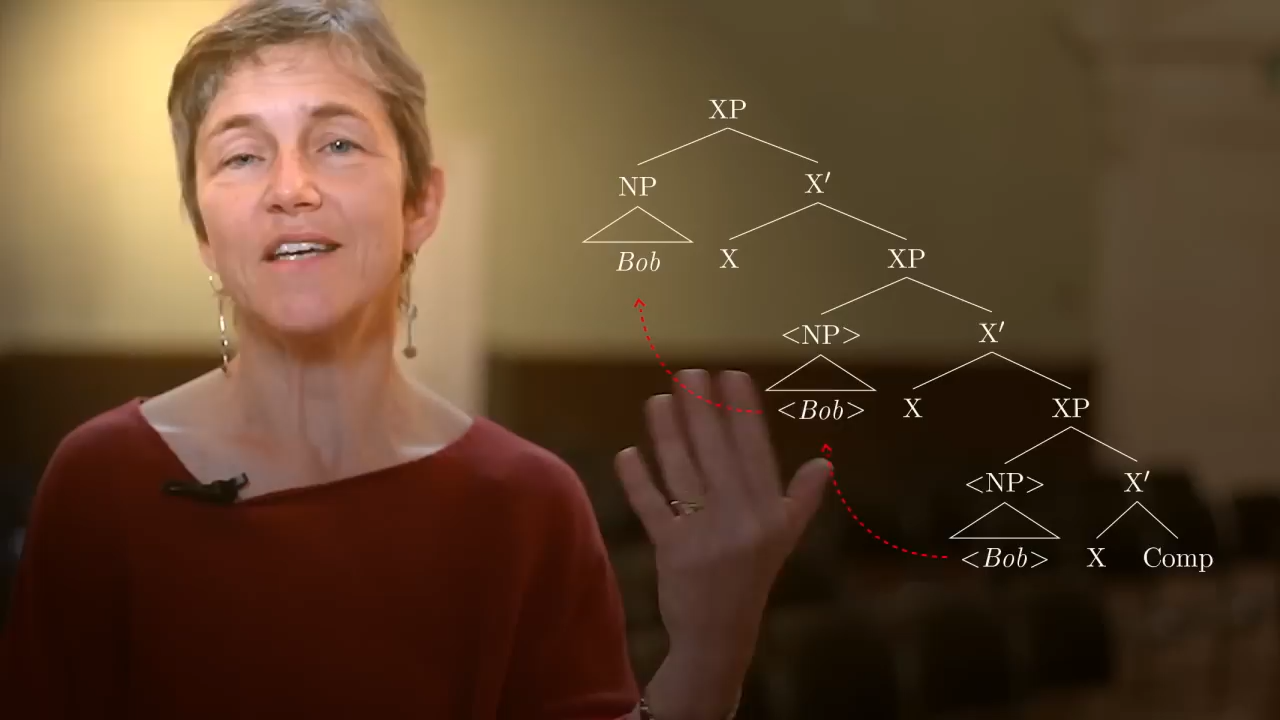 XP
NP X′
Bob X XP
<NP> X′
<Bob> X XP
<NP> X′
<Bob> X Comp